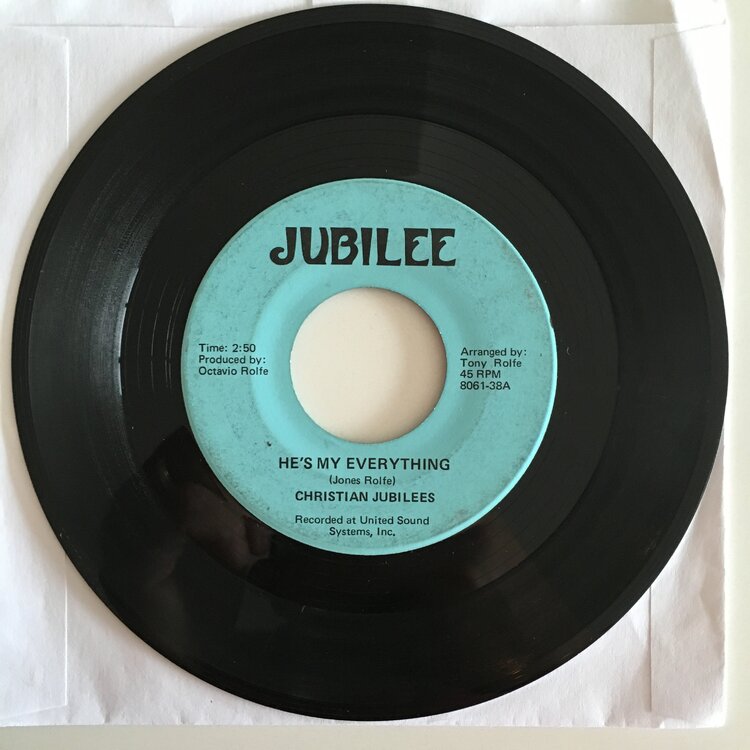 JUBILEE
Time: 2:50
Produced by:
Octavio Rolfe
Arranged by:
Tony Rolfe
45 RPM
8061-38A
HE'S MY EVERYTHING
(Jones Rolfe)
CHRISTIAN JUBILEES
Recorded at United Sound
Systems, Inc.